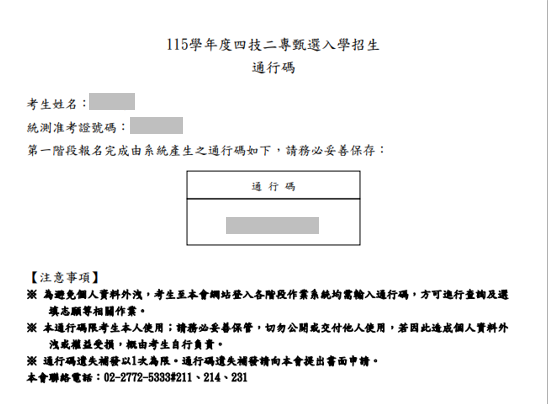 115學年度四技二專甄選入學招生
通行碼
考生姓名：
統測准考證號碼：
第一階段報名完成由系統產生之通行碼如下，請務必妥善保存：
通 行 碼
【注意事項】
※ 為避免個人資料外洩，考生至本會網站登入各階段作業系統均需輸入通行碼，方可進行查詢及選
填志願等相關作業。
※ 本通行碼限考生本人使用；請務必妥善保管，切勿公開或交付他人使用，若因此造成個人資料外
洩或權益受損，概由考生自行負責。
※ 通行碼遺失補發以1次為限。通行碼遺失補發請向本會提出書面申請。
本會聯絡電話：02-2772-5333#211、214、231